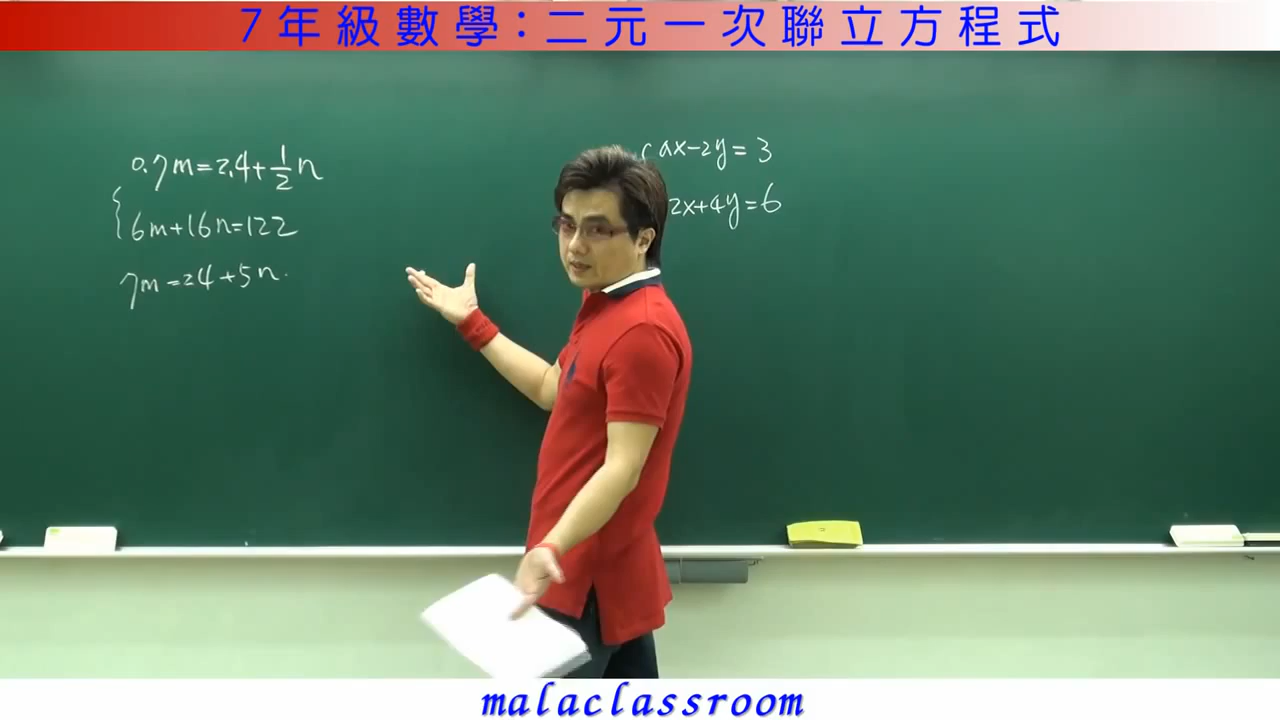 7年級數學:二元一次聯立方程式
0.7m=2.4+1/2n
6m+16n=122
7m=24+5n
ax-2y=3
2x+4y=6
malaclassroom